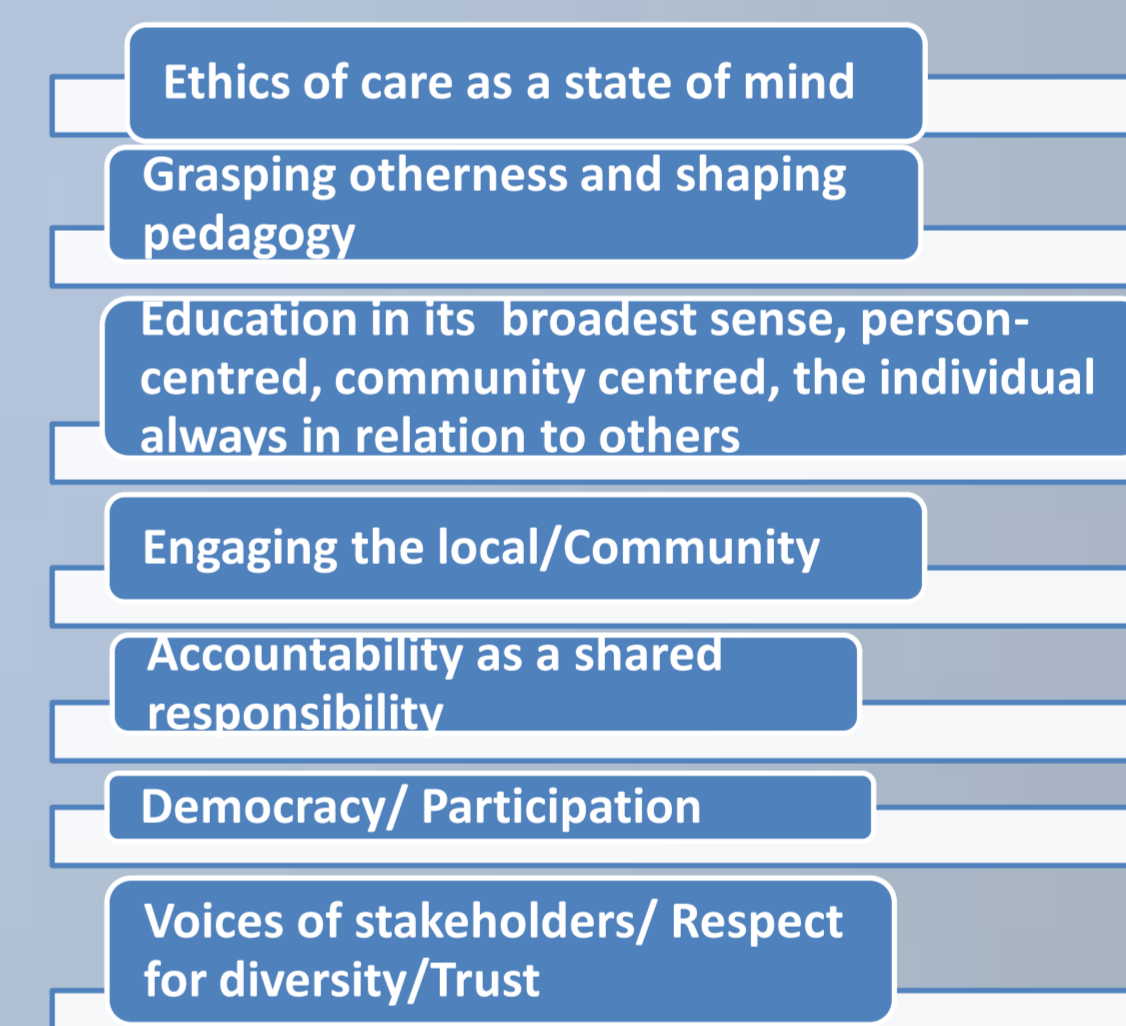 Ethics of care as a state of mind
Grasping otherness and shaping
pedagogy
Education in its  broadest sense, person-
centred, community centred, the individual
always in relation to others
Engaging the local/Community
Accountability as a shared
responsibility
Democracy/ Participation
Voices of stakeholders/ Respect
for diversity/Trust